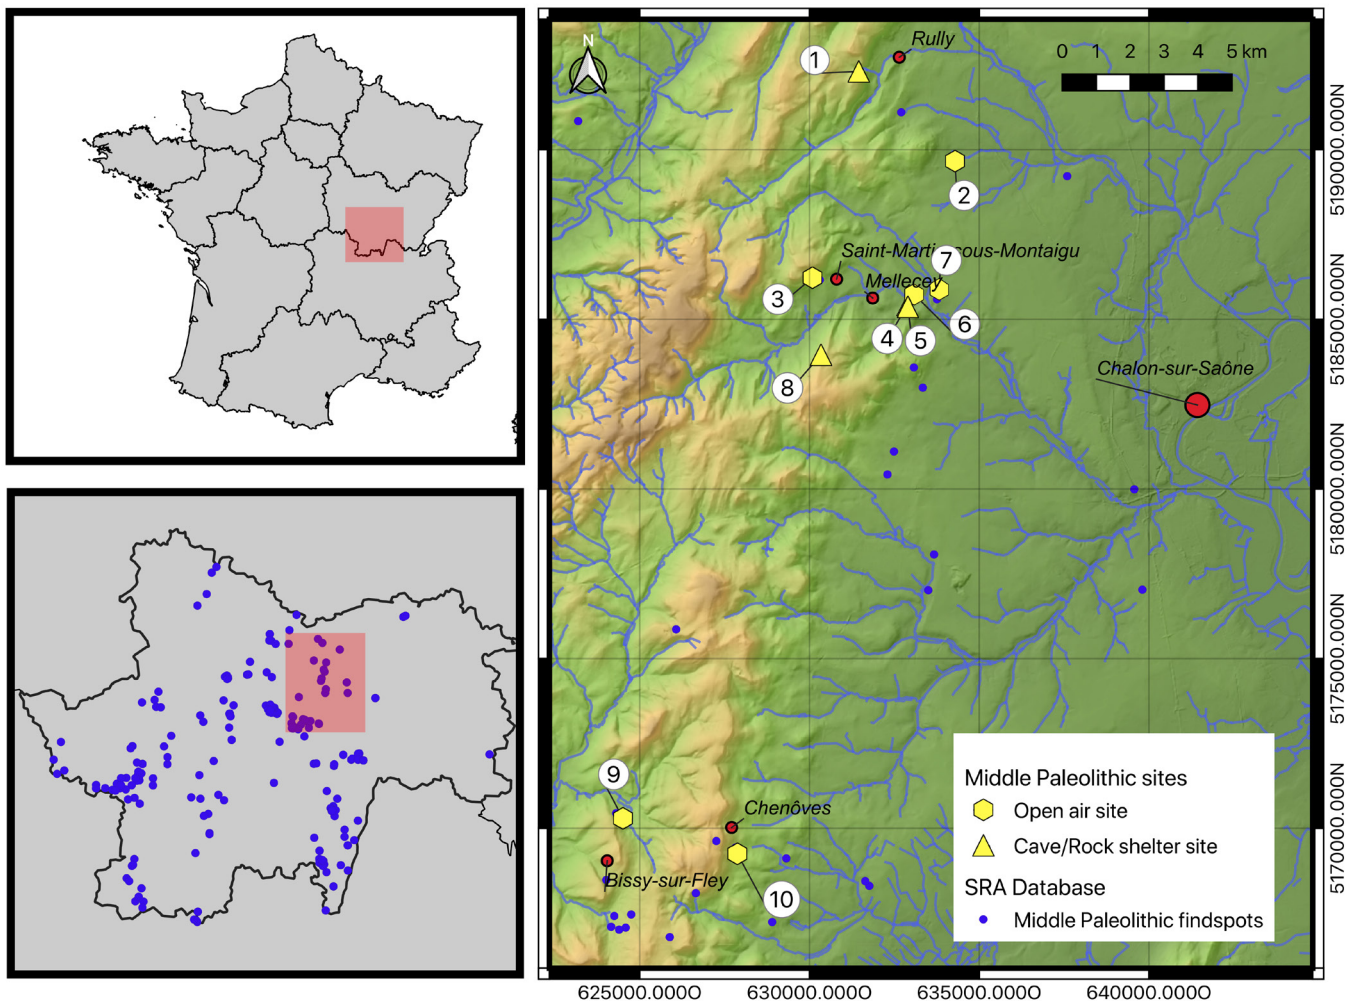 N
1
Rully
0 1 2 3 4 5 km
2
Saint-Martin-sous-Montaigu
7
3
Mellecey
4
5
6
8
Chalon-sur-Saône
9
Chenôves
Bissy-sur-Fley
10
Middle Paleolithic sites
Open air site
Cave/Rock shelter site
SRA Database
Middle Paleolithic findspots
5190000.000N
5185000.000N
5180000.000N
5175000.000N
5170000.000N
625000.000O 630000.000O 635000.000O 640000.000O